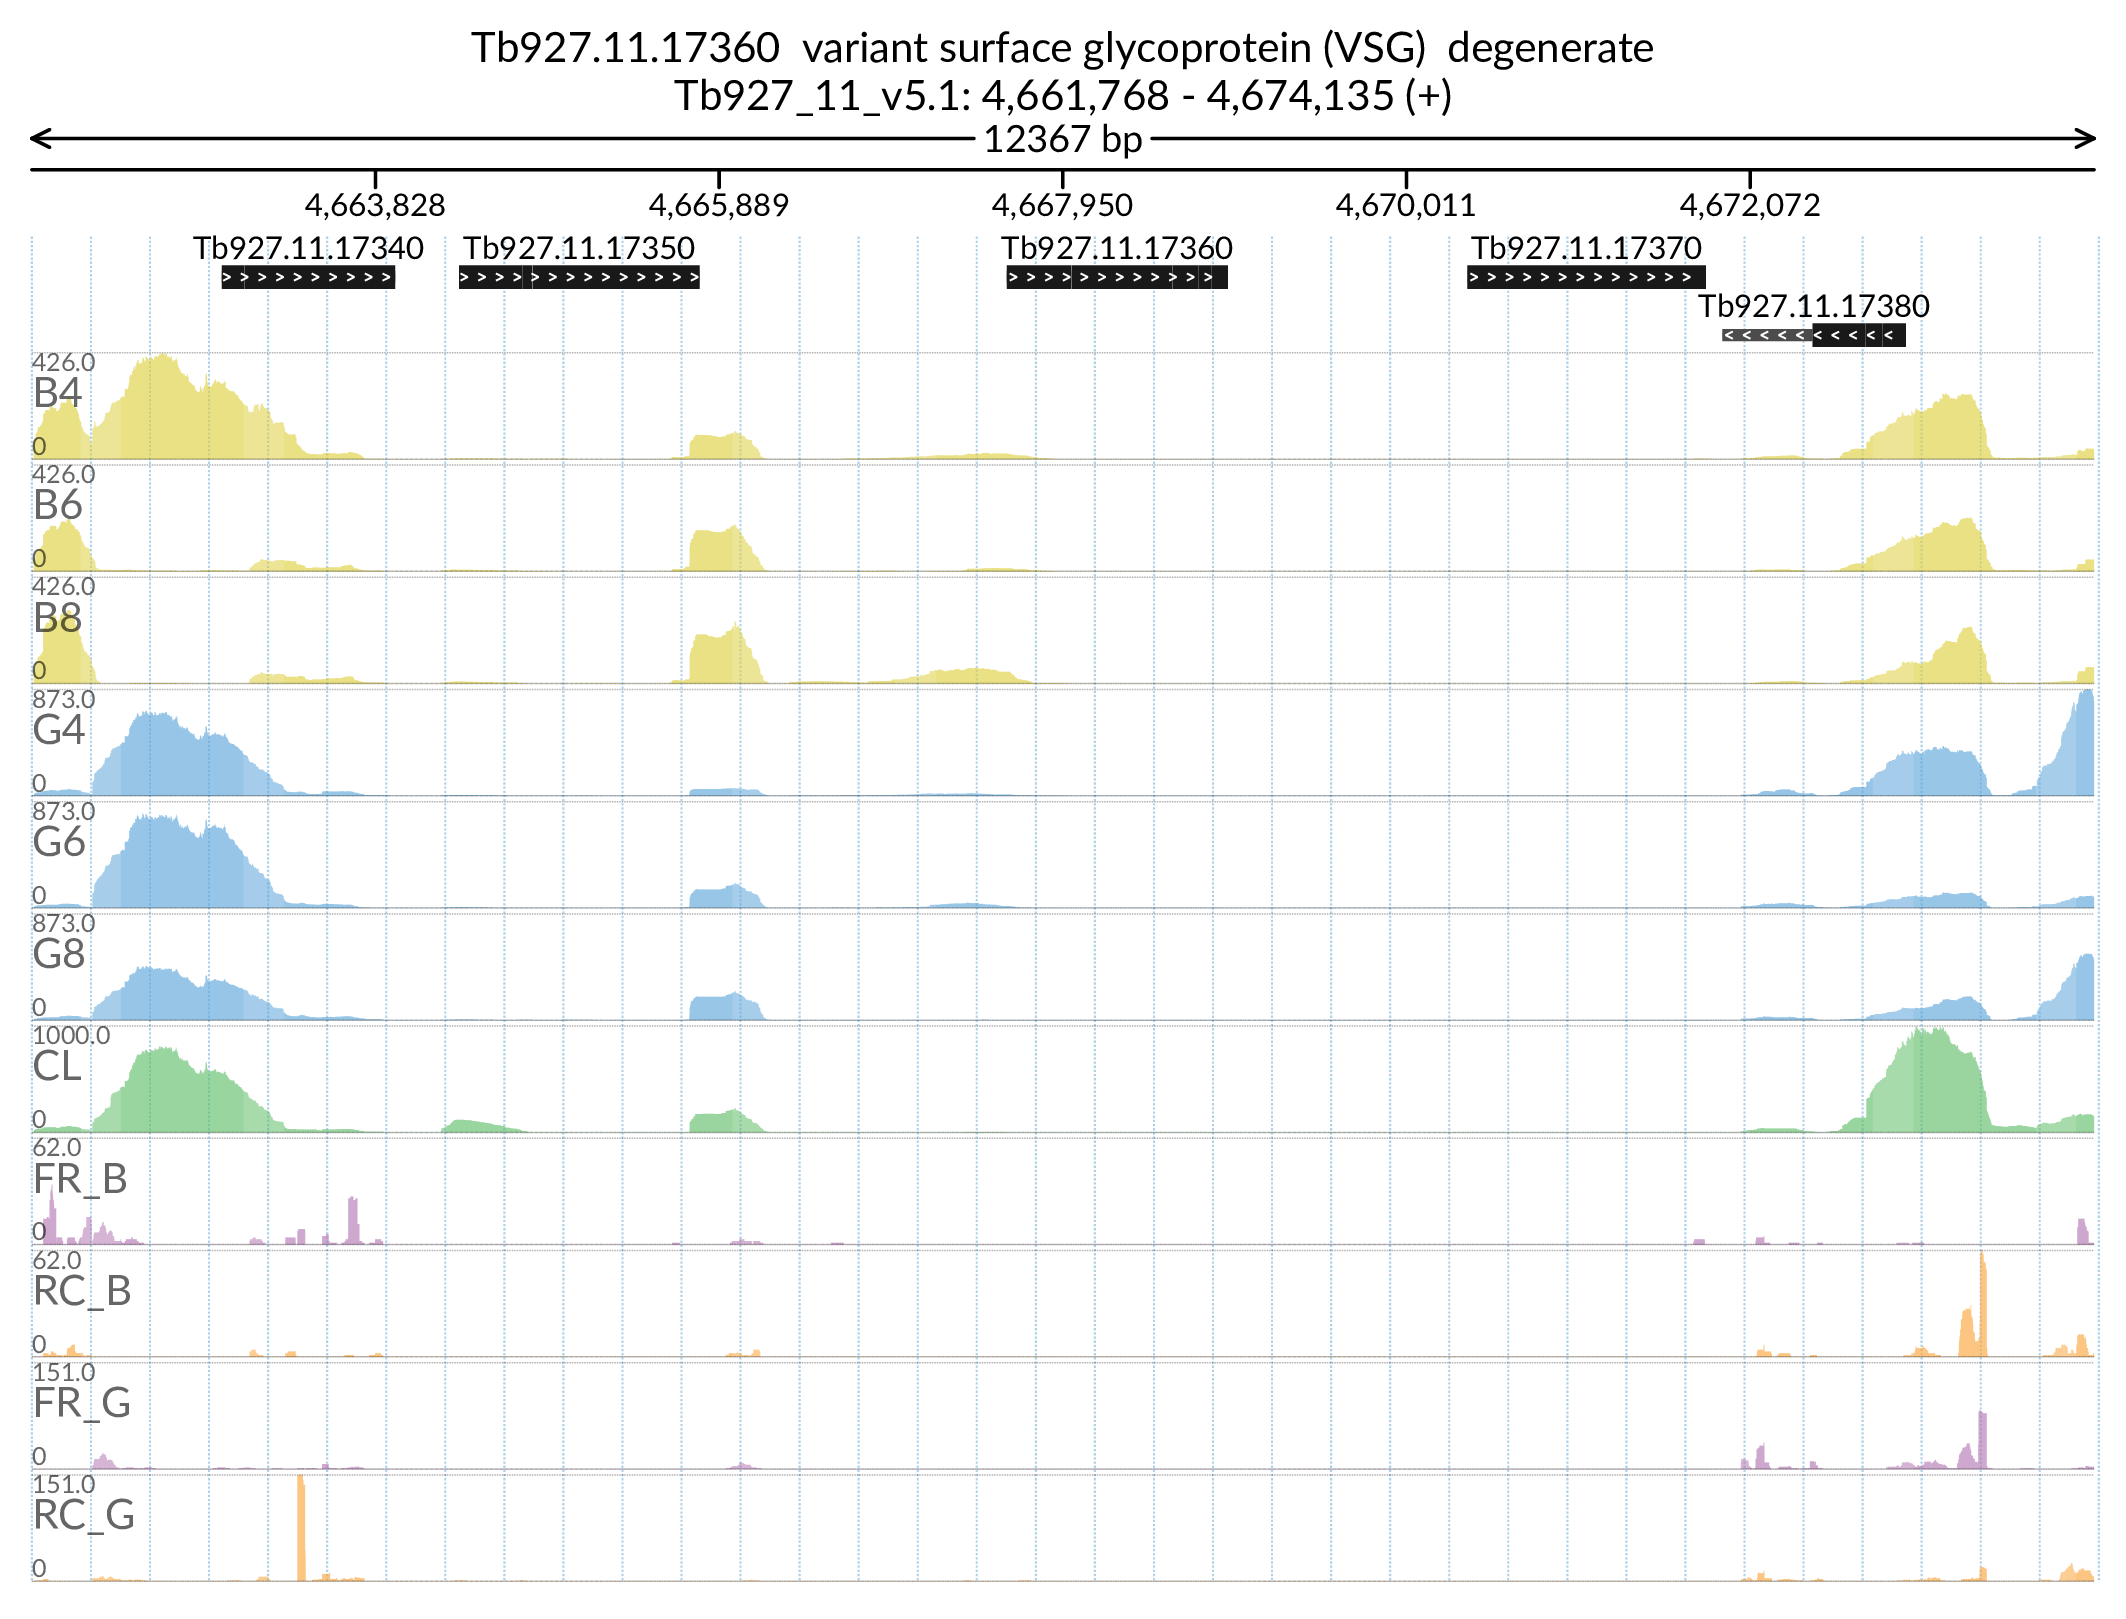 Tb927.11.17360  variant surface glycoprotein (VSG)  degenerate
Tb927_11_v5.1: 4,661,768 - 4,674,135 (+)
12367 bp
4,663,828 4,665,889 4,667,950 4,670,011 4,672,072
Tb927.11.17340 Tb927.11.17350 Tb927.11.17360 Tb927.11.17370
Tb927.11.17380
426.0
B4
0
426.0
B6
0
426.0
B8
0
873.0
G4
0
873.0
G6
0
873.0
G8
0
1000.0
CL
0
62.0
FR_B
0
62.0
RC_B
0
151.0
FR_G
0
151.0
RC_G
0